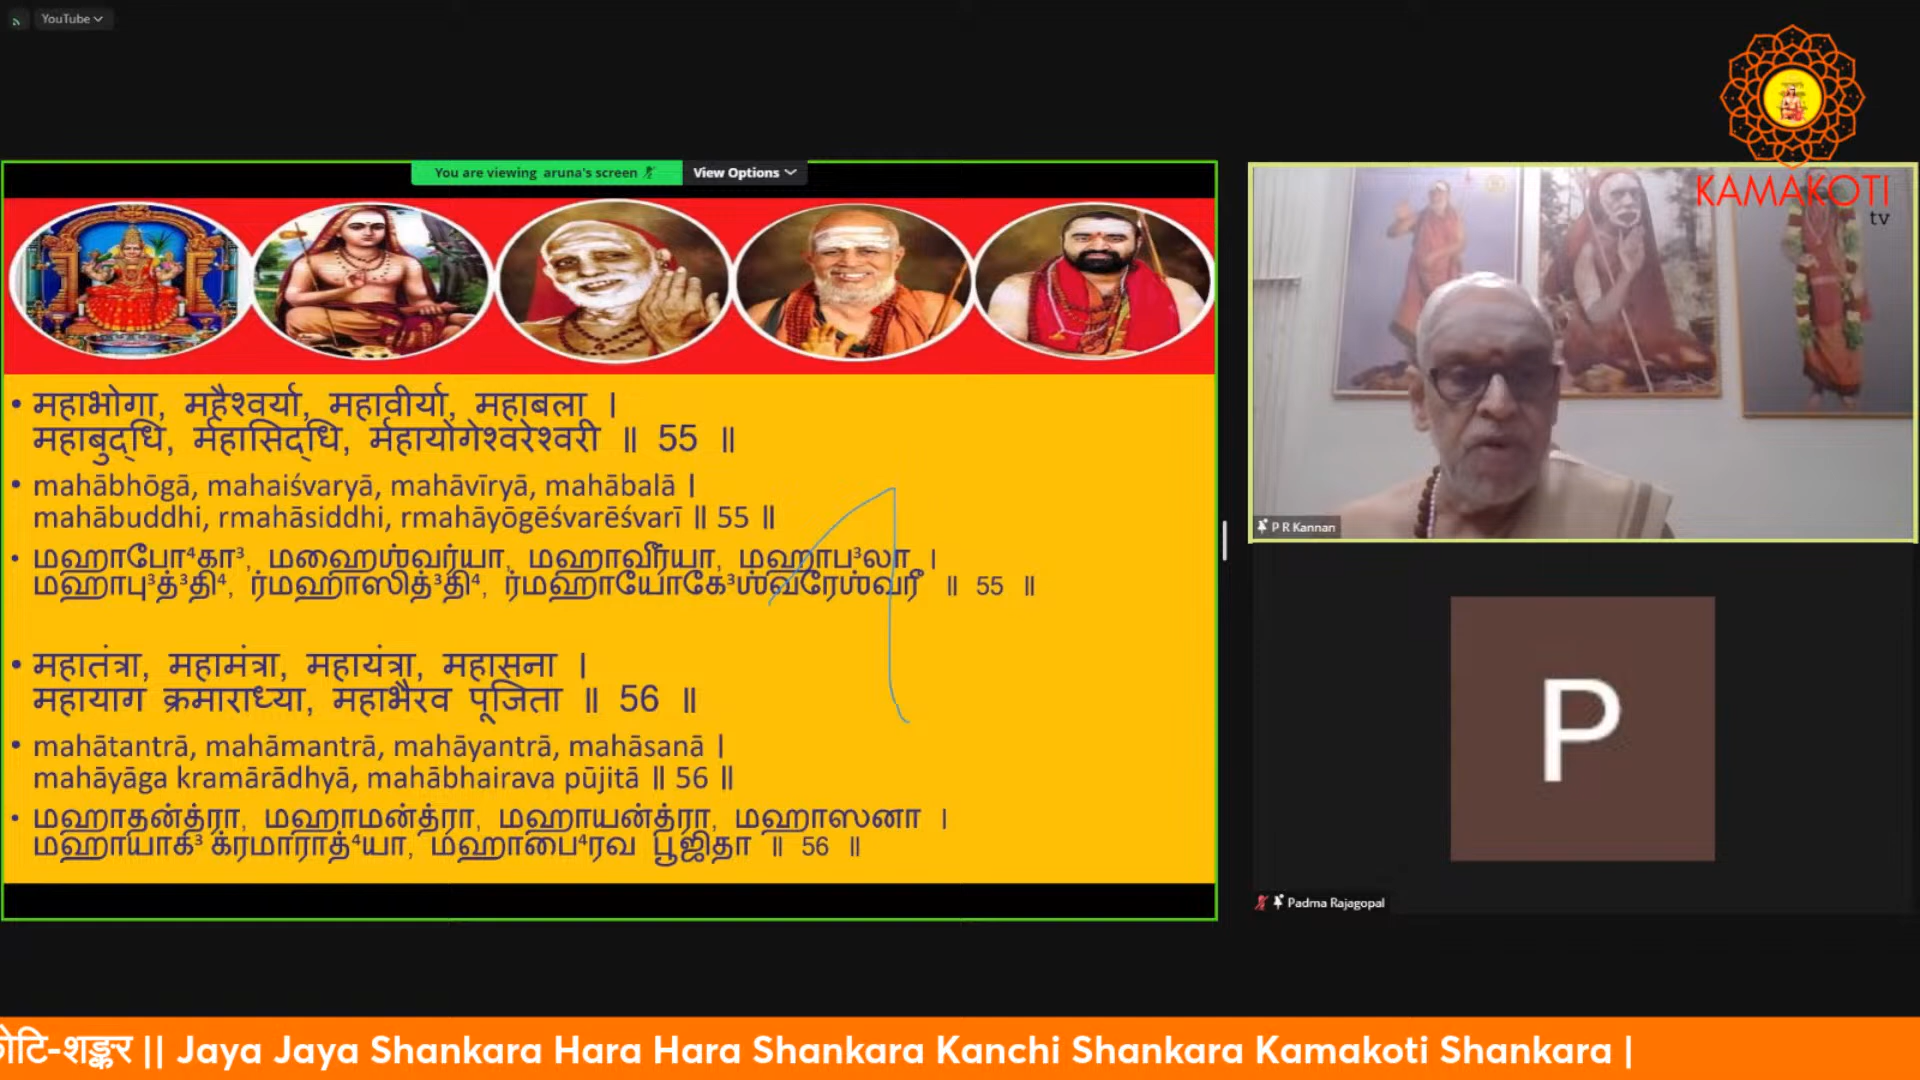 YouTube
KAMAKOTI
tv
You are viewing aruna's screen
View Options
• महाभोगा, महैश्वर्या, महावीर्या, महाबला |
महाबुद्धि, र्महासिद्धि, र्महायोगेश्वरेश्वरी ॥ 55 ॥
• mahābhōgā, mahaiśvaryā, mahāvīryā, mahābalā |
mahābuddhi, rmahāsiddhi, rmahāyōgēśvarēśvarī ॥ 55 ॥
• மஹாபோ⁴கா³, மஹைஶ்வர்யா, மஹாவீர்யா, மஹாப³லா |
மஹாபு³த்³தி⁴, ர்மஹாஸித்³தி⁴, ர்மஹாயோகே³ஶ்வரேஶ்வரீ ॥ 55 ॥
• महातंत्रा, महामंत्रा, महायंत्रा, महासना |
महायाग क्रमाराध्या, महाभैरव पूजिता ॥ 56 ॥
• mahātantrā, mahāmantrā, mahāyantrā, mahāsanā |
mahāyāga kramārādhyā, mahābhairava pūjitā ॥ 56 ॥
• மஹாதன்த்ரா, மஹாமன்த்ரா, மஹாயன்த்ரா, மஹாஸனா |
மஹாயாக³ க்ரமாராத்⁴யா, மஹாபை⁴ரவ பூஜிதா ॥ 56 ॥
P R Kannan
P
Padma Rajagopal
कोटि-शङ्कर || Jaya Jaya Shankara Hara Hara Shankara Kanchi Shankara Kamakoti Shankara |